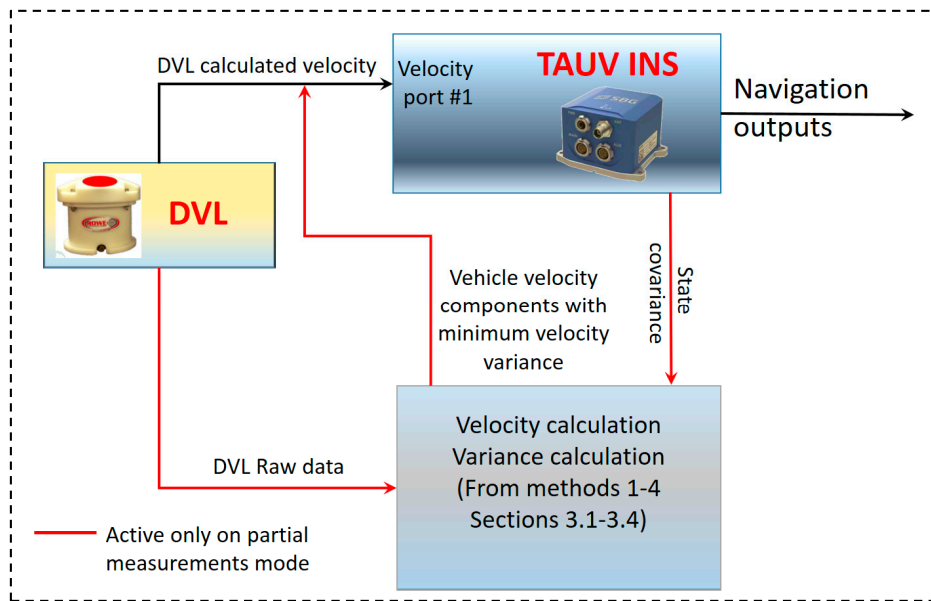 DVL calculated velocity
Velocity
port #1
TAUV INS
SBG
Navigation
outputs
DVL
Vehicle velocity
components with
minimum velocity
variance
State
covariance
Velocity calculation
Variance calculation
(From methods 1-4
Sections 3.1-3.4)
DVL Raw data
Active only on partial
measurements mode